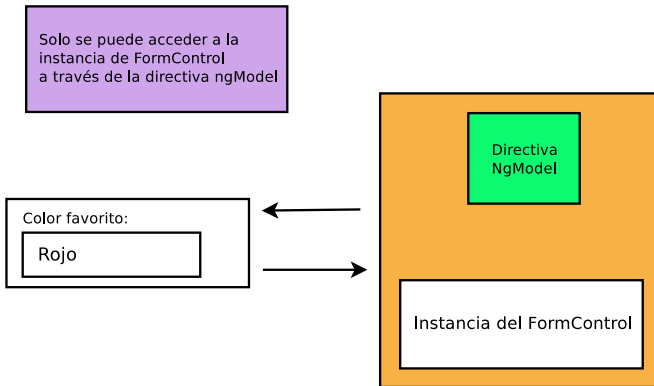 Solo se puede acceder a la
instancia de FormControl
a través de la directiva ngModel
Directiva
NgModel
Color favorito:
Rojo
Instancia del FormControl